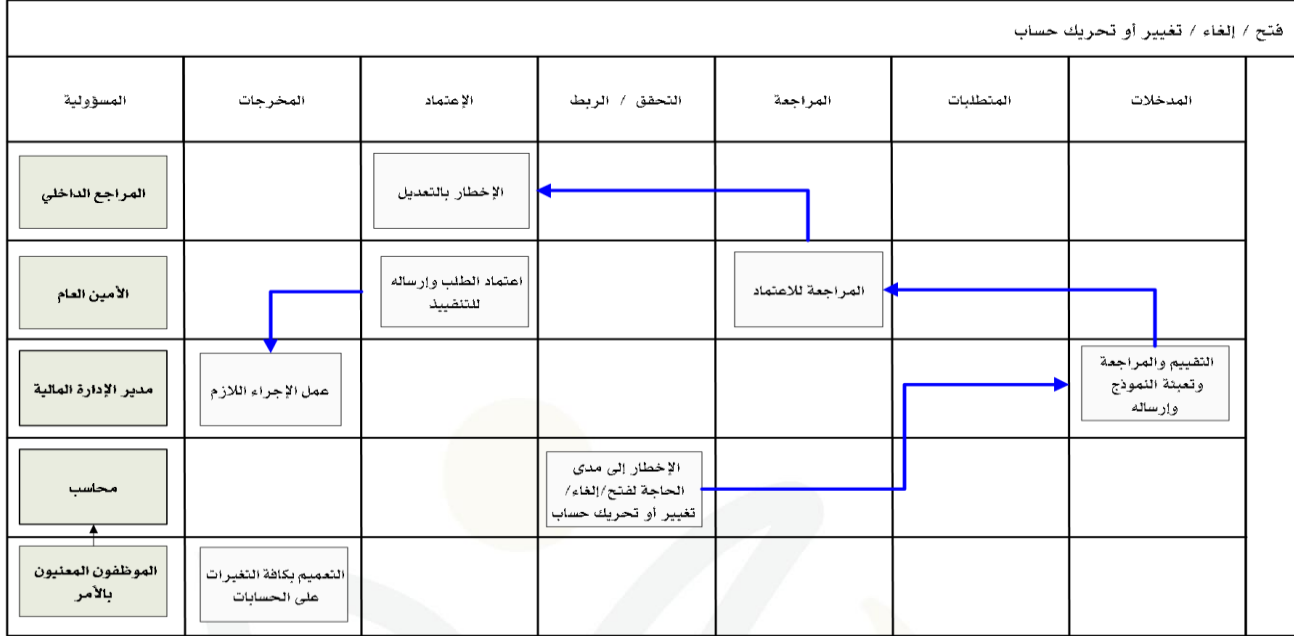 فتح / إلغاء / تغيير أو تحريك حساب
المدخلات
المتطلبات
المراجعة
التحقق / الربط
الإعتماد
المخرجات
المسؤولية
الإخطار بالتعديل
المراجع الداخلي
المراجعة للاعتماد
اعتماد الطلب وإرساله
للتنفييذ
الأمين العام
التقييم والمراجعة
وتعبئة النموذج
وإرساله
عمل الإجراء اللازم
مدير الإدارة المالية
الإخطار إلى مدى
الحاجة لفتح/إلغاء/
تغيير أو تحريك حساب
محاسب
التعميم بكافة التغيرات
على الحسابات
الموظفون المعنيون
بالأمر